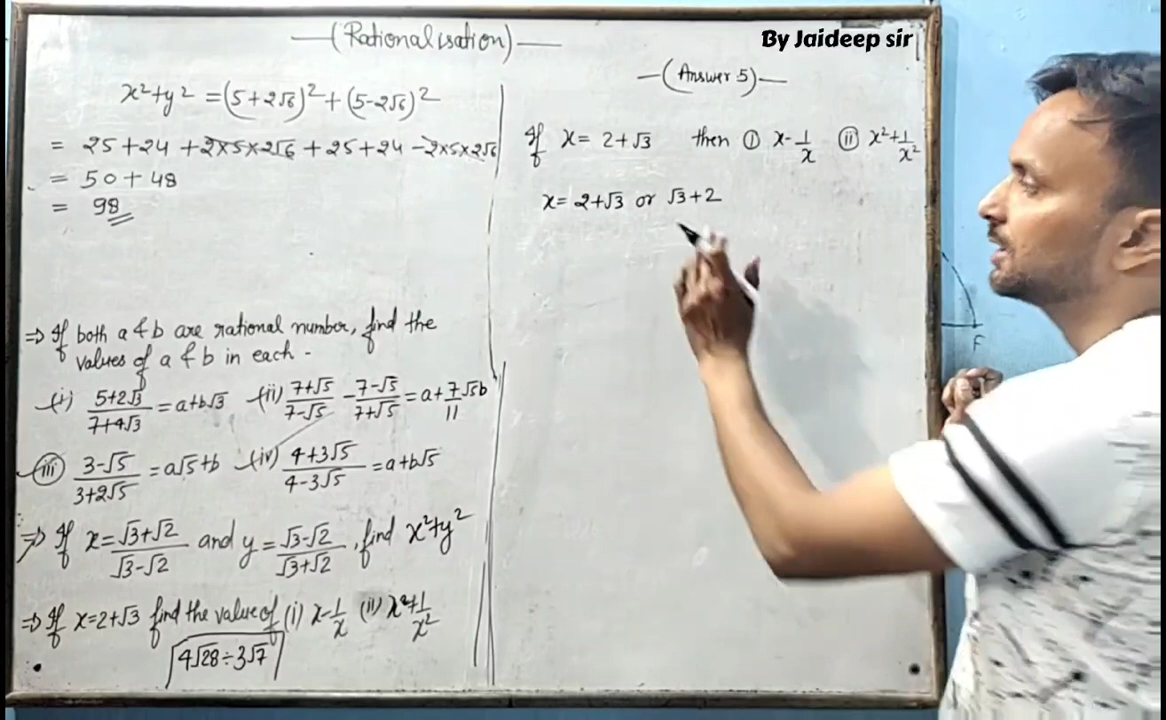 (Rationalisation)
By Jaideep sir
x²+y² = (5+2√6)² + (5-2√6)²
= 25+24 +2×5×2√6 + 25+24 -2×5×2√6
= 50+48
= 98
⇒ If both a & b are rational number, find the
values of a & b in each -
(i) (5+2√3)/(7+4√3) = a+b√3 (ii) (7+√5)/(7-√5) - (7-√5)/(7+√5) = a+7/11 √5b
(iii) (3-√5)/(3+2√5) = a√5+b (iv) (4+3√5)/(4-3√5) = a+b√5
⇒ If x = (√3+√2)/(√3-√2) and y = (√3-√2)/(√3+√2), find x²+y²
⇒ If x=2+√3 find the value of (i) x-1/x (ii) x²+1/x²
4√28÷3√7
(Answer 5)
If x = 2+√3 then (i) x-1/x (ii) x²+1/x²
x = 2+√3 or √3+2
F